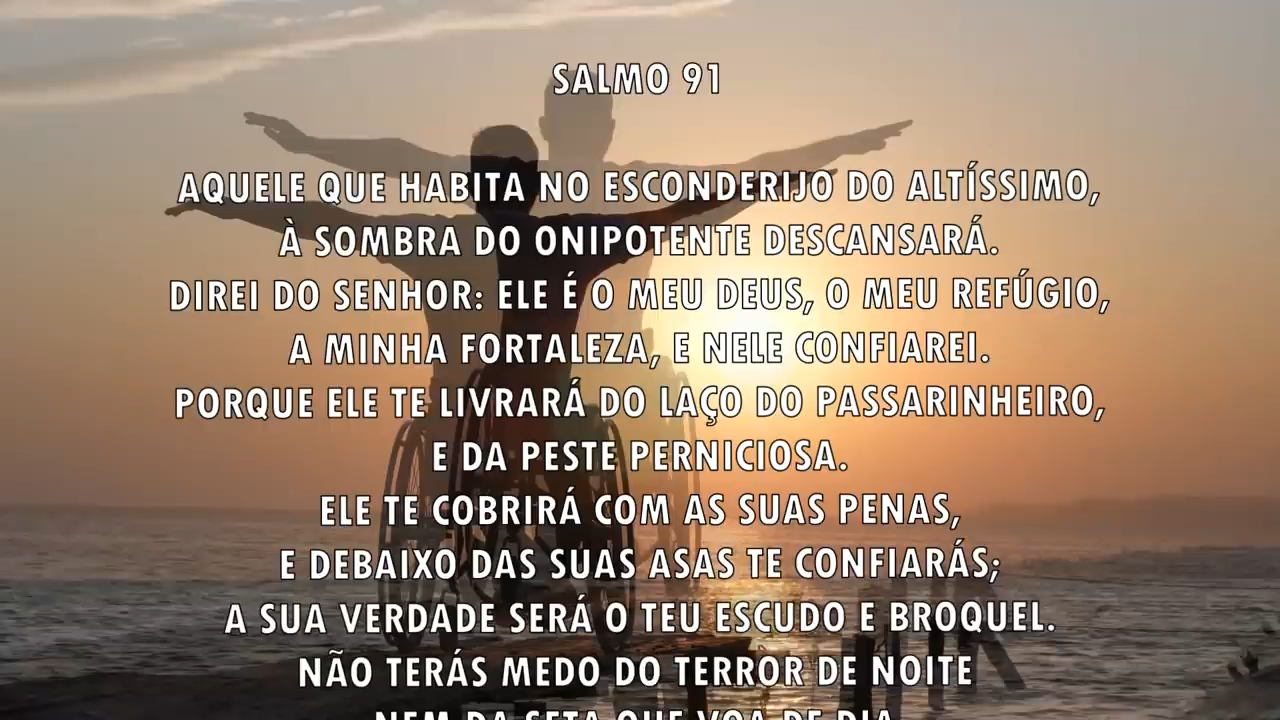 SALMO 91
AQUELE QUE HABITA NO ESCONDERIJO DO ALTÍSSIMO,
À SOMBRA DO ONIPOTENTE DESCANSARÁ.
DIREI DO SENHOR: ELE É O MEU DEUS, O MEU REFÚGIO,
A MINHA FORTALEZA, E NELE CONFIAREI.
PORQUE ELE TE LIVRARÁ DO LAÇO DO PASSARINHEIRO,
E DA PESTE PERNICIOSA.
ELE TE COBRIRÁ COM AS SUAS PENAS,
E DEBAIXO DAS SUAS ASAS TE CONFIARÁS;
A SUA VERDADE SERÁ O TEU ESCUDO E BROQUEL.
NÃO TERÁS MEDO DO TERROR DE NOITE
NEM DA SETA QUE VOA DE DIA